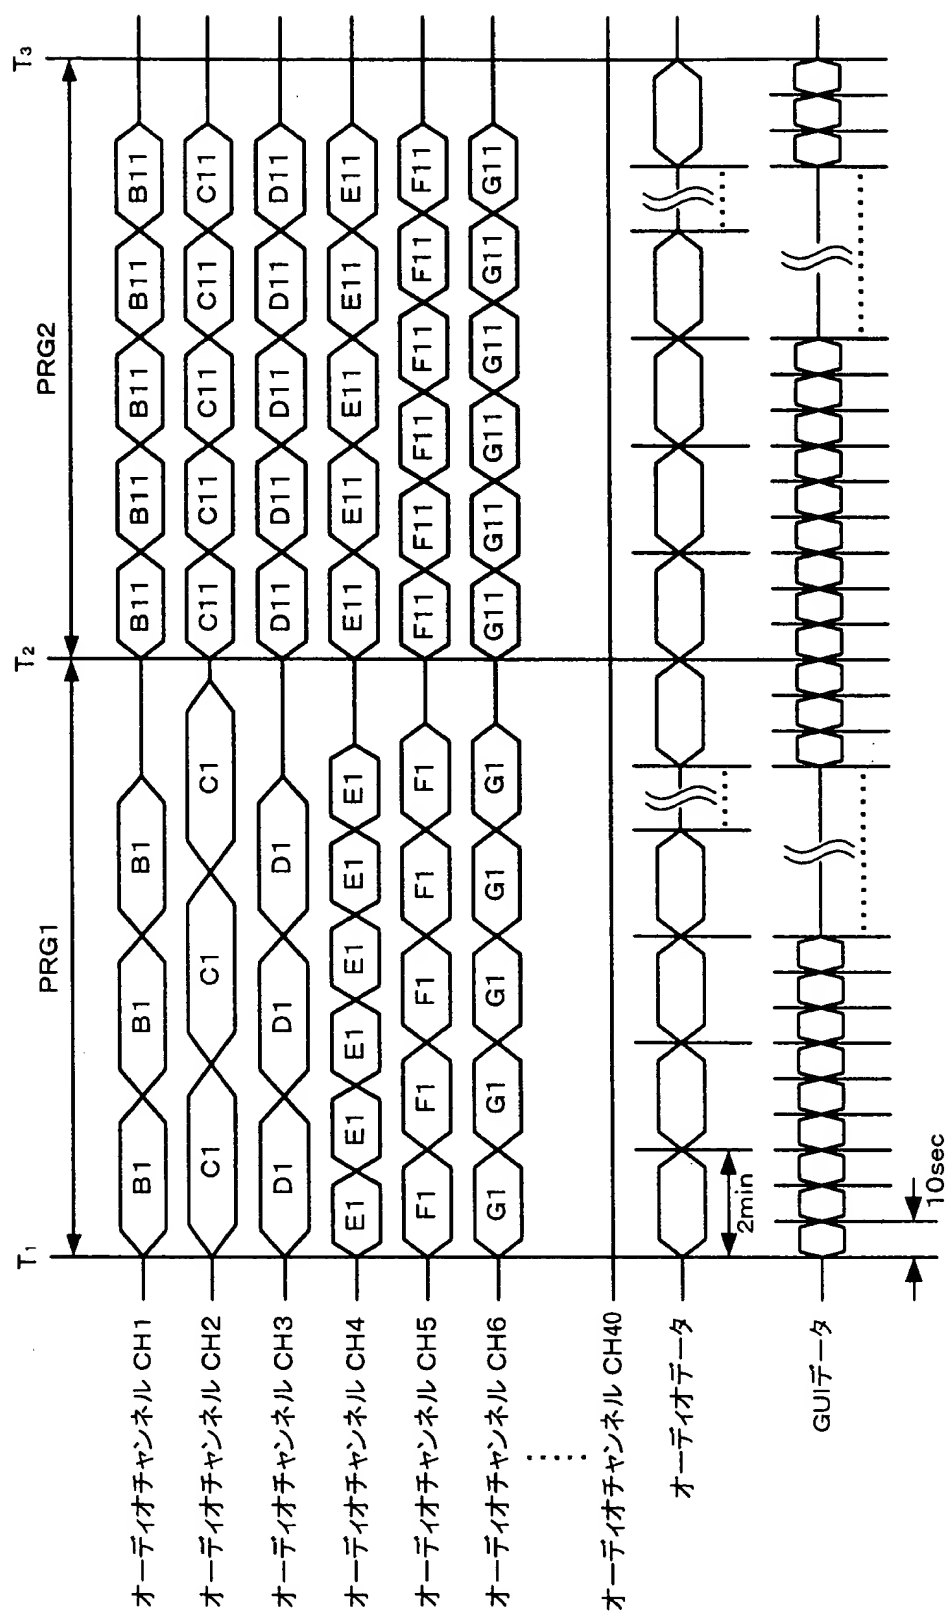 T1 T2 T3
PRG1 PRG2
オーディオチャンネル CH1 B1 B1 B1 B11 B11 B11 B11 B11
オーディオチャンネル CH2 C1 C1 C1 C11 C11 C11 C11 C11
オーディオチャンネル CH3 D1 D1 D1 D11 D11 D11 D11 D11
オーディオチャンネル CH4 E1 E1 E1 E1 E1 E1 E11 E11 E11 E11 E11
オーディオチャンネル CH5 F1 F1 F1 F1 F1 F11 F11 F11 F11 F11 F11
オーディオチャンネル CH6 G1 G1 G1 G1 G1 G11 G11 G11 G11 G11 G11
オーディオチャンネル CH40
オーディオデータ
2min
GUIデータ
10sec